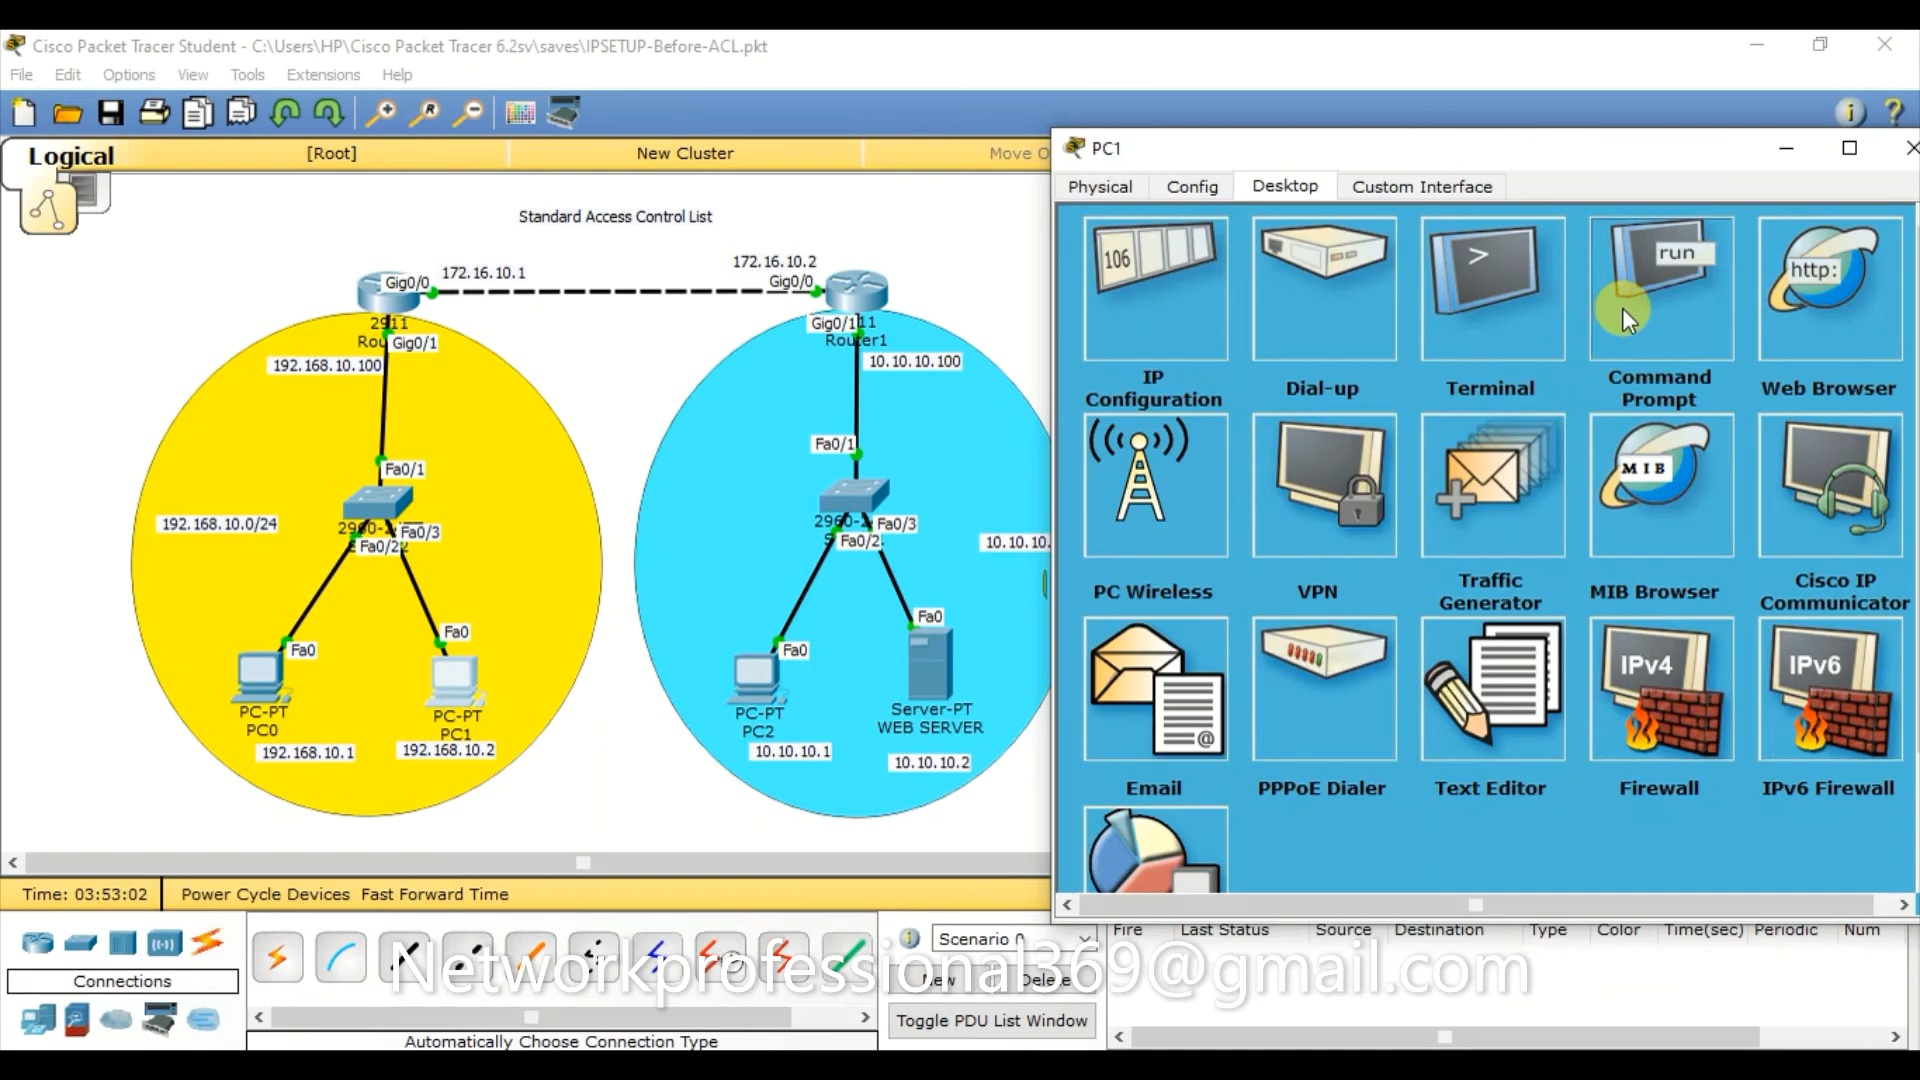 Cisco Packet Tracer Student - C:\Users\HP\Cisco Packet Tracer 6.2sv\saves\IPSETUP-Before-ACL.pkt
File Edit Options View Tools Extensions Help
Logical [Root] New Cluster Move O
Standard Access Control List
172.16.10.1
172.16.10.2
Gig0/0
Gig0/0
2911
Gig0/1
192.168.10.100
Gig0/1
Router1
10.10.10.100
Fa0/1
Fa0/1
192.168.10.0/24
Fa0/3
Fa0/2
Fa0/3
Fa0/2
10.10.10.
Fa0
Fa0
Fa0
Fa0
PC-PT
PC0
192.168.10.1
PC-PT
PC1
192.168.10.2
PC-PT
PC2
10.10.10.1
Server-PT
WEB SERVER
10.10.10.2
PC1
Physical Config Desktop Custom Interface
106
>
run
http:
IP Configuration
Dial-up
Terminal
Command Prompt
Web Browser
MIB
PC Wireless
VPN
Traffic Generator
MIB Browser
Cisco IP Communicator
@
IPv4
IPv6
Email
PPPoE Dialer
Text Editor
Firewall
IPv6 Firewall
Time: 03:53:02 Power Cycle Devices Fast Forward Time
Connections
Scenario 0
New Delete
Toggle PDU List Window
Fire Last Status Source Destination Type Color Time(sec) Periodic Num
Networkprofessional369@gmail.com
Automatically Choose Connection Type